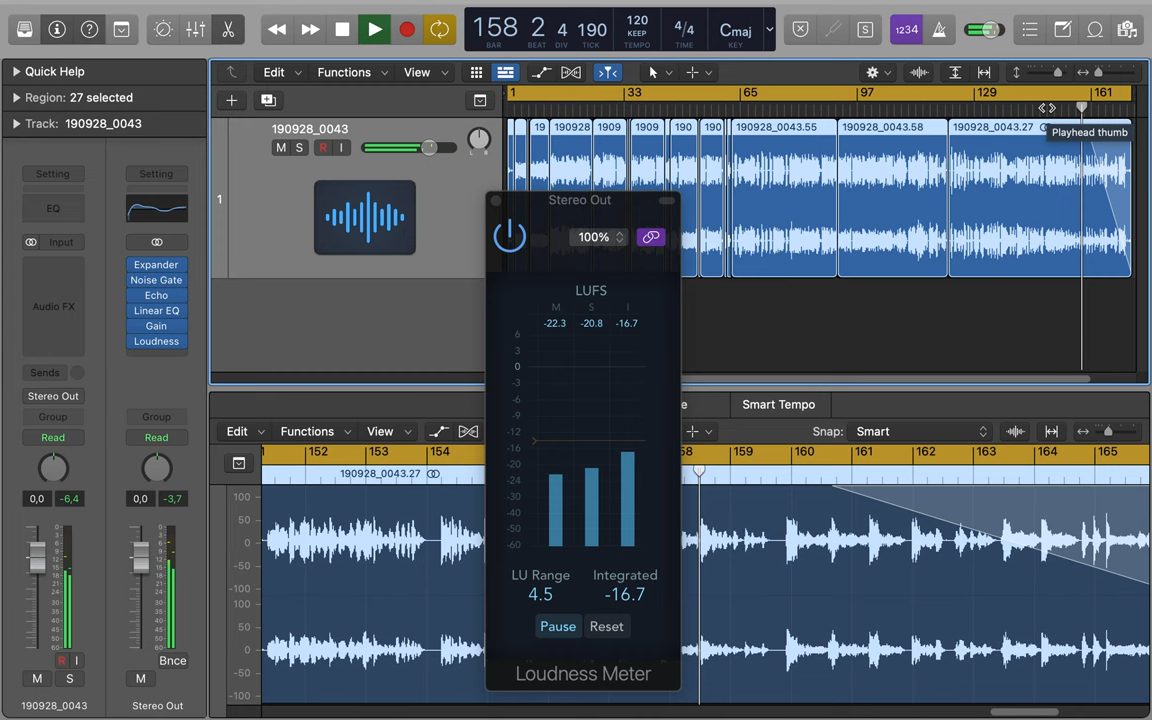 158 2 4 190
BAR BEAT DIV TICK
120
KEEP
TEMPO
4/4
TIME
Cmaj
KEY
S
1234
Quick Help
Region: 27 selected
Track: 190928_0043
Edit Functions View
1 33 65 97 129 161
190928_0043
M S R I
L R
1
19 190928 1909 1909 190 190 190928_0043.55 190928_0043.58 190928_0043.27
Playhead thumb
Setting Setting
EQ
Input
Audio FX
Expander
Noise Gate
Echo
Linear EQ
Gain
Loudness
Sends
Stereo Out
Group Group
Read Read
0,0 -6,4 0,0 -3,7
R I
Bnce
M S M
190928_0043 Stereo Out
Stereo Out
100%
LUFS
M S I
-22.3 -20.8 -16.7
6
3
0
-3
-6
-9
-12
-16
-20
-24
-30
-40
-50
-60
LU Range Integrated
4.5 -16.7
Pause Reset
Loudness Meter
e Smart Tempo
Edit Functions View
Snap: Smart
152 153 154 58 159 160 161 162 163 164 165
190928_0043.27
100
50
0
-50
-100
100
50
0
-50
-100